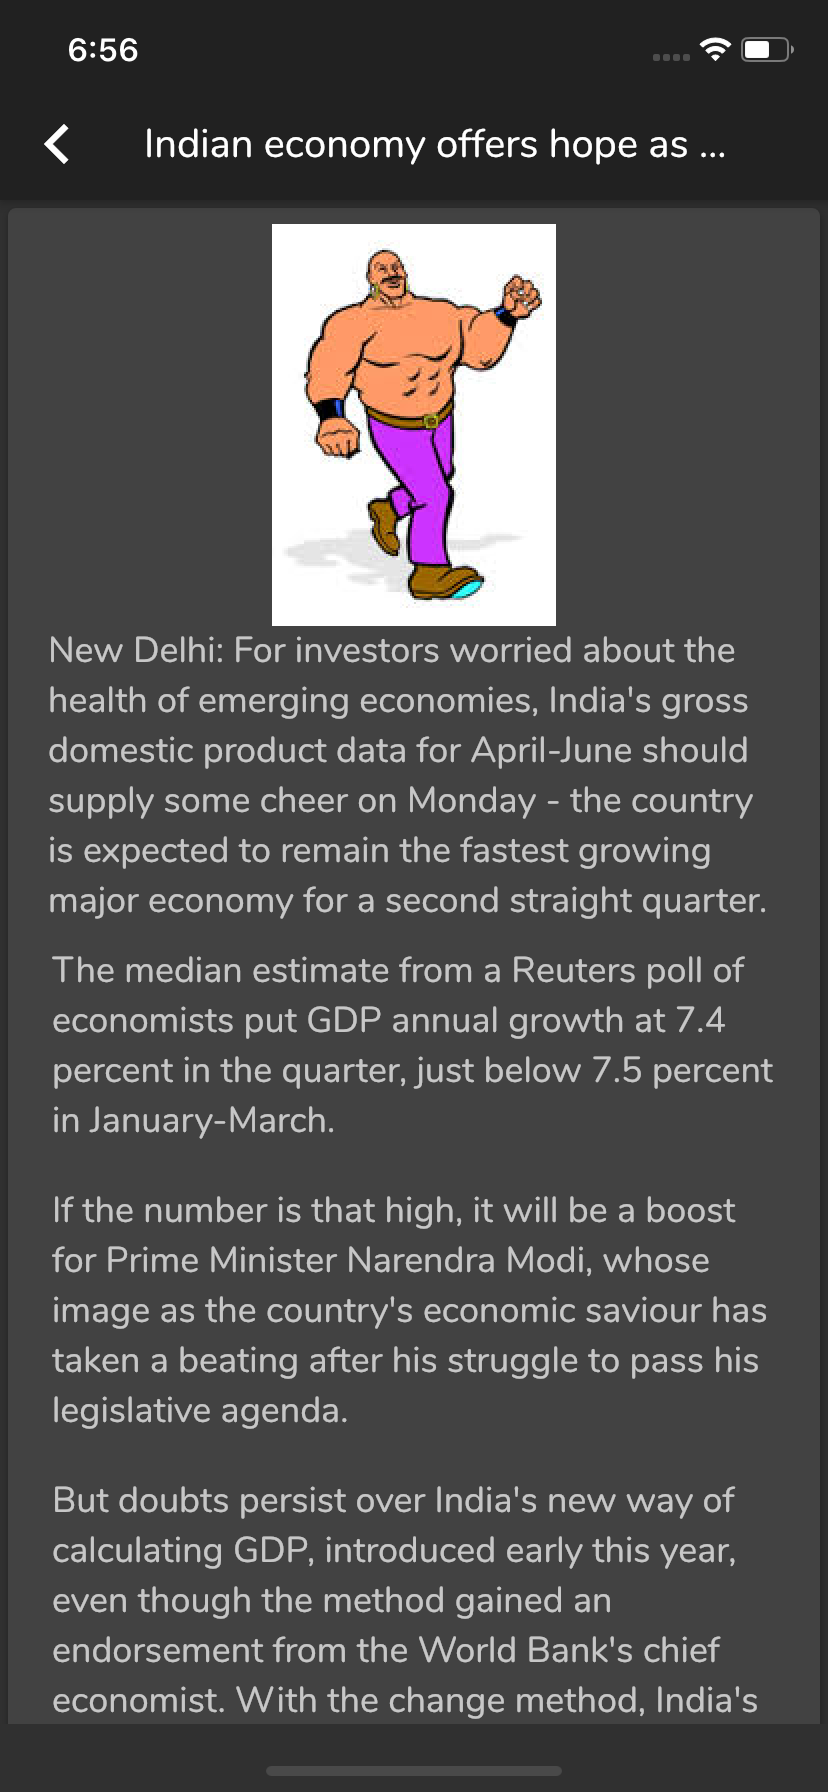 6:56
Indian economy offers hope as ...
New Delhi: For investors worried about the
health of emerging economies, India's gross
domestic product data for April-June should
supply some cheer on Monday - the country
is expected to remain the fastest growing
major economy for a second straight quarter.
The median estimate from a Reuters poll of
economists put GDP annual growth at 7.4
percent in the quarter, just below 7.5 percent
in January-March.
If the number is that high, it will be a boost
for Prime Minister Narendra Modi, whose
image as the country's economic saviour has
taken a beating after his struggle to pass his
legislative agenda.
But doubts persist over India's new way of
calculating GDP, introduced early this year,
even though the method gained an
endorsement from the World Bank's chief
economist. With the change method, India's